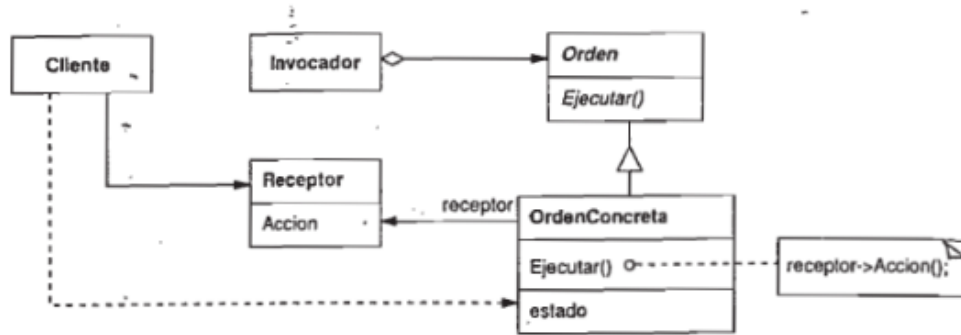 Cliente
Invocador
Orden
Ejecutar()
Receptor
Accion
receptor
OrdenConcreta
Ejecutar()
estado
receptor->Accion();